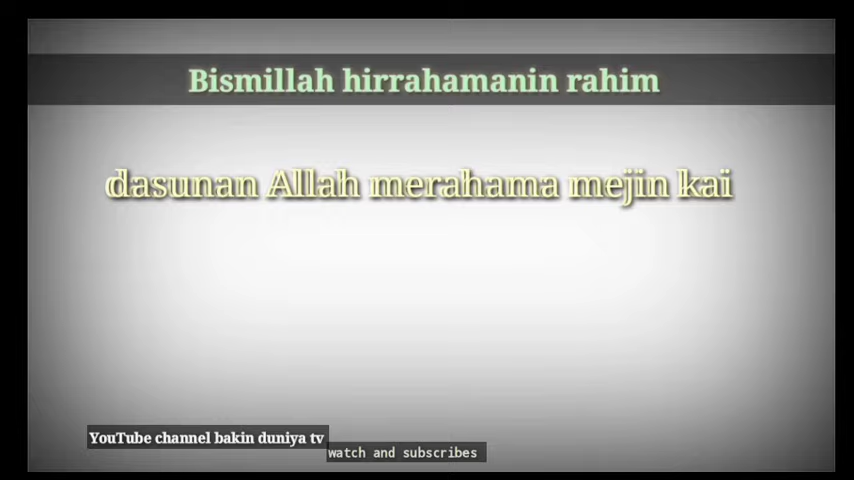 Bismillah hirrahamanin rahim
dasunan Allah merahama mejin kai
YouTube channel bakin duniya tv
watch and subscribes